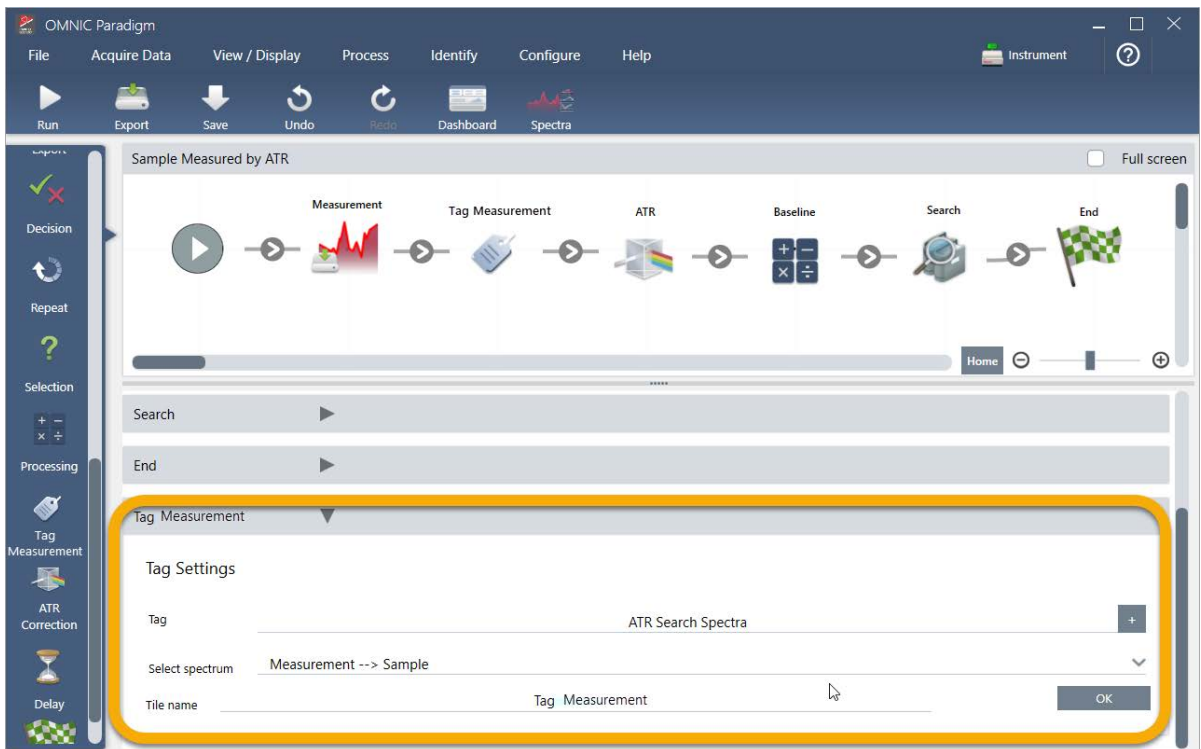 OMNIC Paradigm
File Acquire Data View / Display Process Identify Configure Help Instrument
Run Export Save Undo Redo Dashboard Spectra
Export
Decision
Repeat
Selection
Processing
Tag
Measurement
ATR
Correction
Delay
Sample Measured by ATR Full screen
Measurement Tag Measurement ATR Baseline Search End
Home
Search
End
Tag Measurement
Tag Settings
Tag ATR Search Spectra +
Select spectrum Measurement --> Sample
Tile name Tag Measurement OK